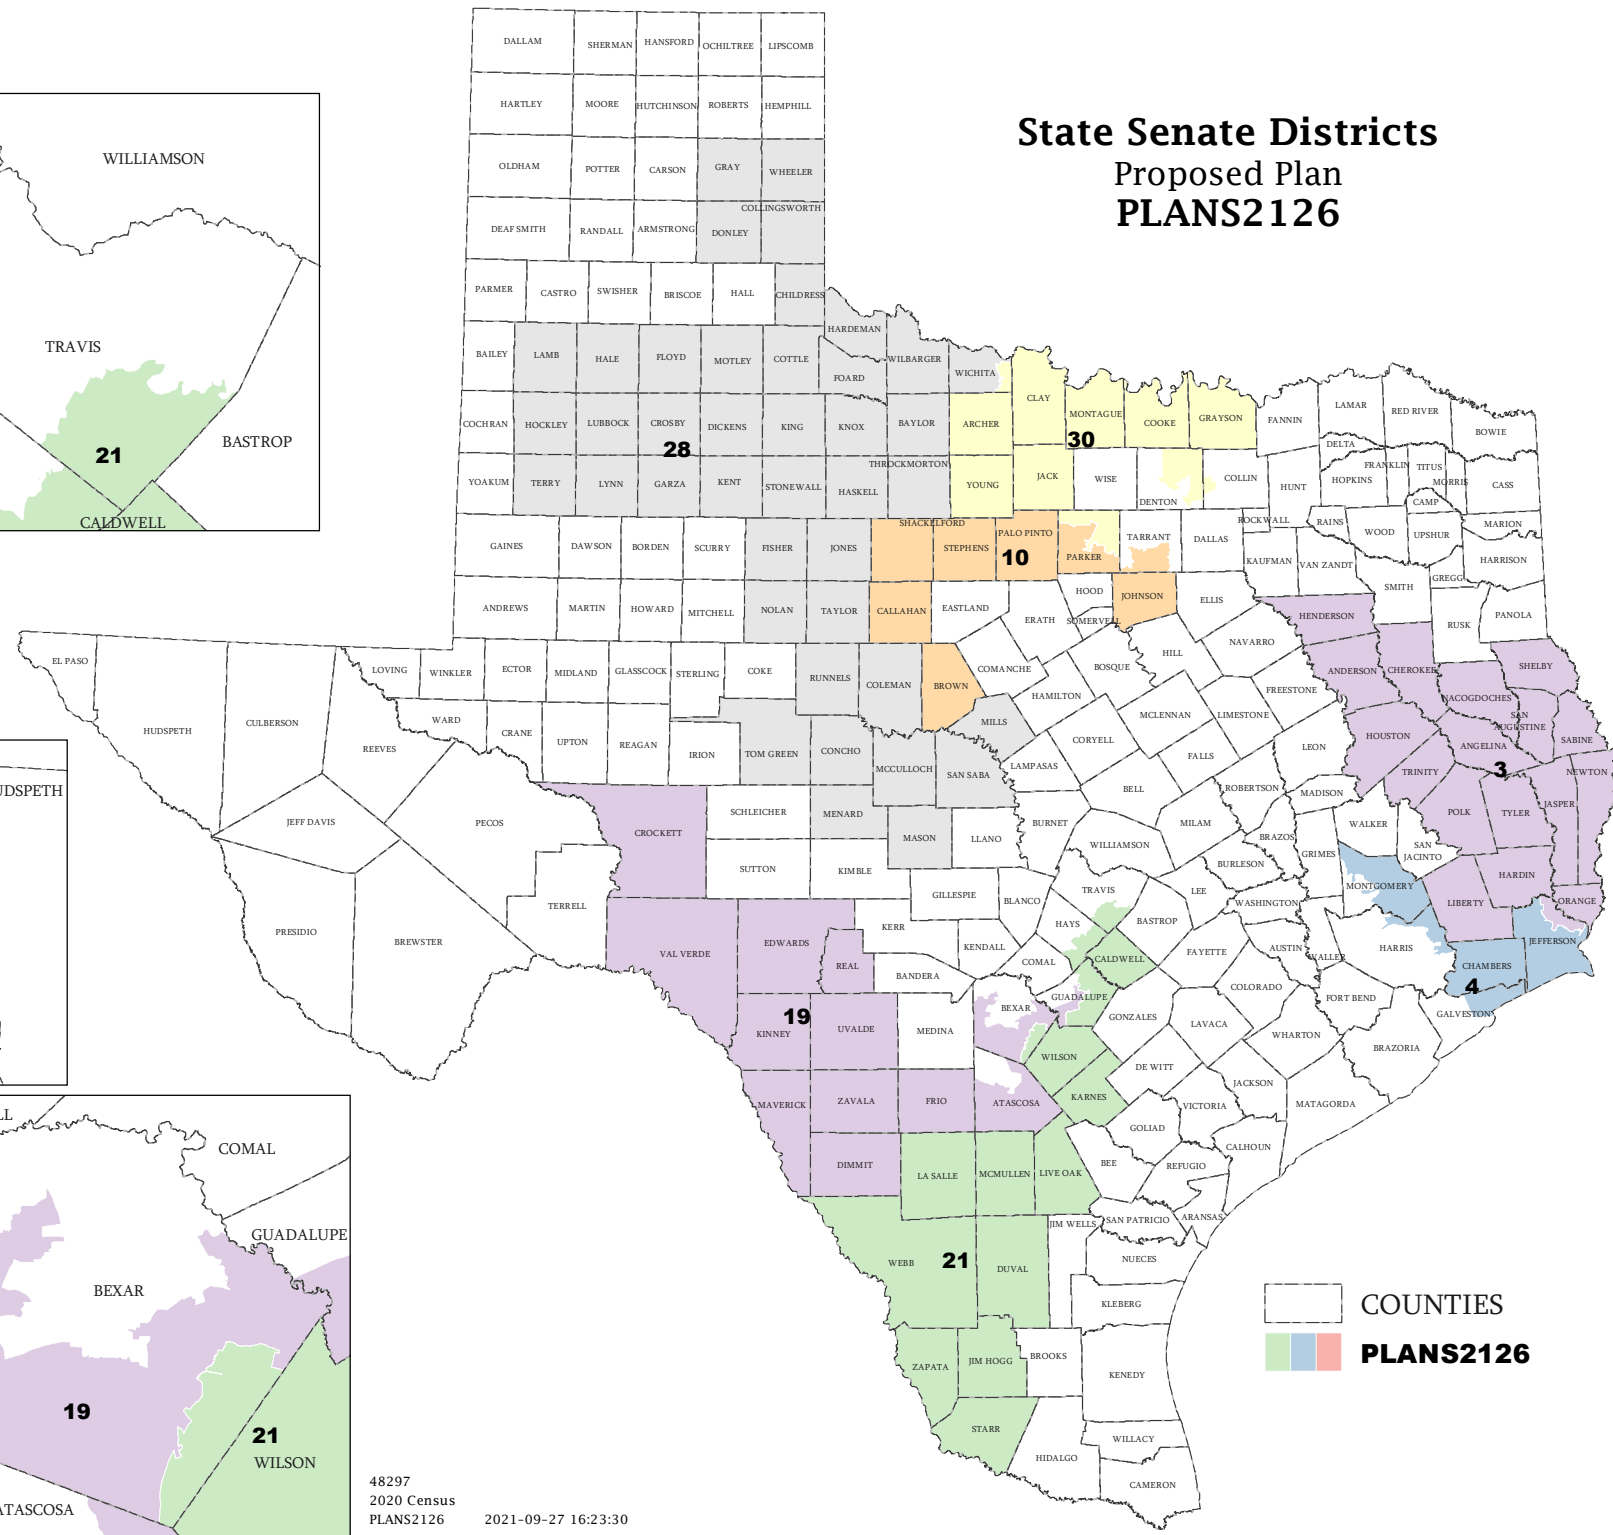 State Senate Districts
Proposed Plan
PLANS2126
WILLIAMSON
TRAVIS
21
BASTROP
CALDWELL
DALLAM
SHERMAN
HANSFORD
OCHILTREE
LIPSCOMB
HARTLEY
MOORE
HUTCHINSON
ROBERTS
HEMPHILL
OLDHAM
POTTER
CARSON
GRAY
WHEELER
COLLINGSWORTH
DEAF SMITH
RANDALL
ARMSTRONG
DONLEY
PARMER
CASTRO
SWISHER
BRISCOE
HALL
CHILDRESS
HARDEMAN
BAILEY
LAMB
HALE
FLOYD
MOTLEY
COTTLE
FOARD
WILBARGER
WICHITA
CLAY
MONTAGUE
COOKE
GRAYSON
FANNIN
LAMAR
RED RIVER
BOWIE
COCHRAN
HOCKLEY
LUBBOCK
CROSBY
28
DICKENS
KING
KNOX
BAYLOR
ARCHER
30
DELTA
HOPKINS
FRANKLIN
TITUS
MORRIS
CAMP
CASS
YOAKUM
TERRY
LYNN
GARZA
KENT
STONEWALL
HASKELL
THROCKMORTON
YOUNG
JACK
WISE
DENTON
COLLIN
HUNT
ROCKWALL
RAINS
WOOD
UPSHUR
MARION
HARRISON
GAINES
DAWSON
BORDEN
SCURRY
FISHER
JONES
SHACKELFORD
STEPHENS
PALO PINTO
10
PARKER
TARRANT
DALLAS
KAUFMAN
VAN ZANDT
SMITH
GREGG
ANDREWS
MARTIN
HOWARD
MITCHELL
NOLAN
TAYLOR
CALLAHAN
EASTLAND
ERATH
HOOD
SOMERVELL
JOHNSON
ELLIS
HENDERSON
RUSK
PANOLA
NAVARRO
HILL
EL PASO
HUDSPETH
CULBERSON
REEVES
LOVING
WINKLER
ECTOR
MIDLAND
GLASSCOCK
STERLING
COKE
RUNNELS
COLEMAN
BROWN
COMANCHE
HAMILTON
BOSQUE
ANDERSON
CHEROKEE
SHELBY
NACOGDOCHES
SAN
AUGUSTINE
SABINE
FREESTONE
LIMESTONE
MCLENNAN
WARD
CRANE
UPTON
REAGAN
IRION
TOM GREEN
CONCHO
MCCULLOCH
SAN SABA
MILLS
LAMPASAS
CORYELL
FALLS
LEON
HOUSTON
ANGELINA
3
TRINITY
NEWTON
JASPER
POLK
TYLER
JEFF DAVIS
PECOS
CROCKETT
SCHLEICHER
MENARD
MASON
LLANO
BURNET
BELL
MILAM
ROBERTSON
MADISON
WALKER
SAN
JACINTO
BRAZOS
GRIMES
BURLESON
WILLIAMSON
SUTTON
KIMBLE
GILLESPIE
BLANCO
TRAVIS
LEE
WASHINGTON
MONTGOMERY
LIBERTY
HARDIN
ORANGE
JEFFERSON
PRESIDIO
BREWSTER
TERRELL
VAL VERDE
EDWARDS
REAL
KERR
KENDALL
BANDERA
HAYS
COMAL
CALDWELL
BASTROP
FAYETTE
AUSTIN
WALLER
HARRIS
CHAMBERS
4
GALVESTON
FORT BEND
BRAZORIA
COLORADO
WHARTON
LAVACA
GONZALES
GUADALUPE
BEXAR
MEDINA
19
KINNEY
UVALDE
WILSON
KARNES
DE WITT
JACKSON
MATAGORDA
VICTORIA
GOLIAD
CALHOUN
REFUGIO
BEE
MAVERICK
ZAVALA
FRIO
ATASCOSA
DIMMIT
LA SALLE
MCMULLEN
LIVE OAK
SAN PATRICIO
ARANSAS
JIM WELLS
NUECES
WEBB
21
DUVAL
KLEBERG
ZAPATA
JIM HOGG
BROOKS
KENEDY
STARR
HIDALGO
WILLACY
CAMERON
UDSPETH
LL
COMAL
GUADALUPE
BEXAR
19
21
WILSON
ATASCOSA
COUNTIES
PLANS2126
48297
2020 Census
PLANS2126 2021-09-27 16:23:30